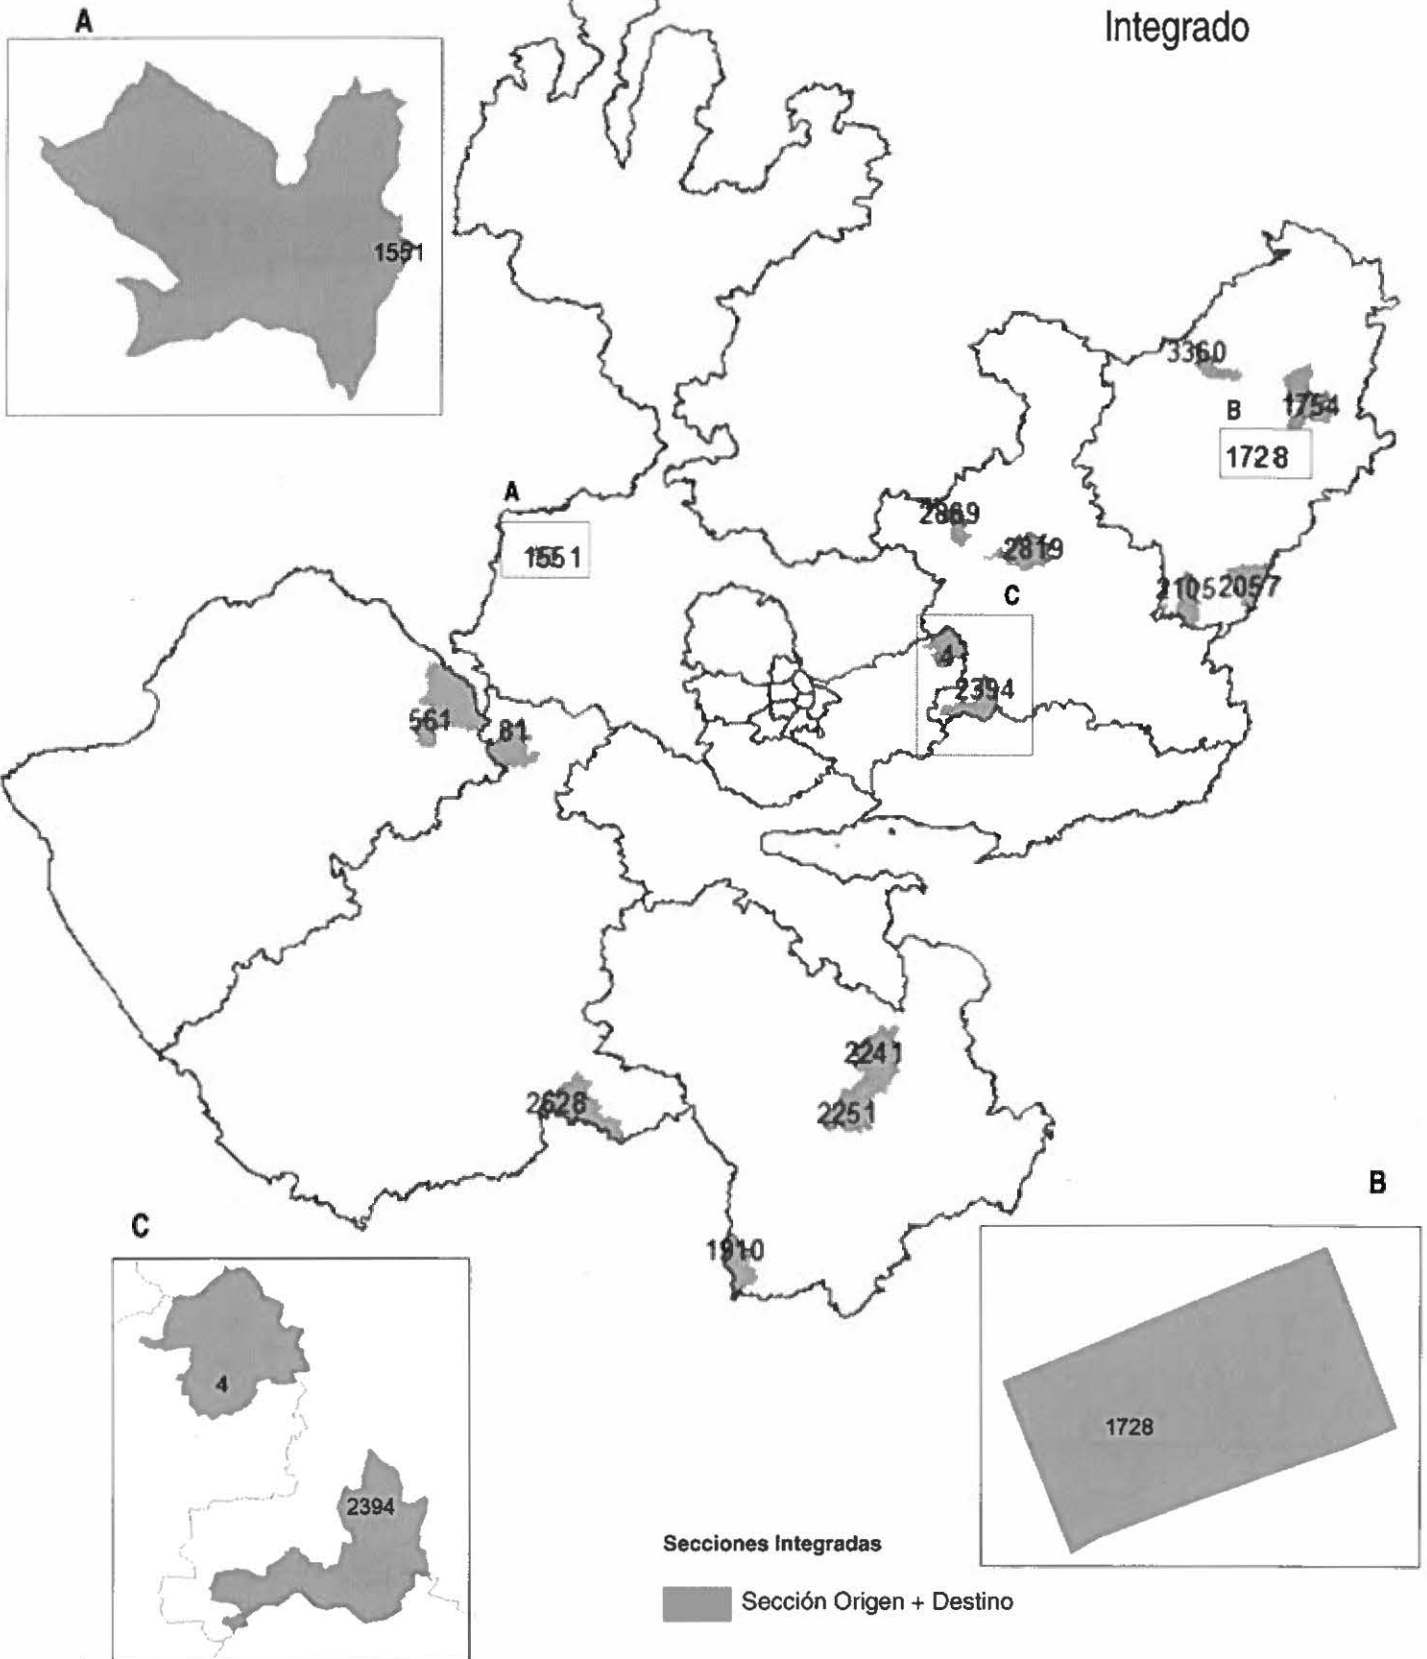 A
Integrado
1551
3360
1754
B
1728
A
2869
1551
2819
C
2105
2057
4
2394
561
81
2241
2628
2251
B
C
1910
4
1728
2394
Secciones Integradas
Sección Origen + Destino